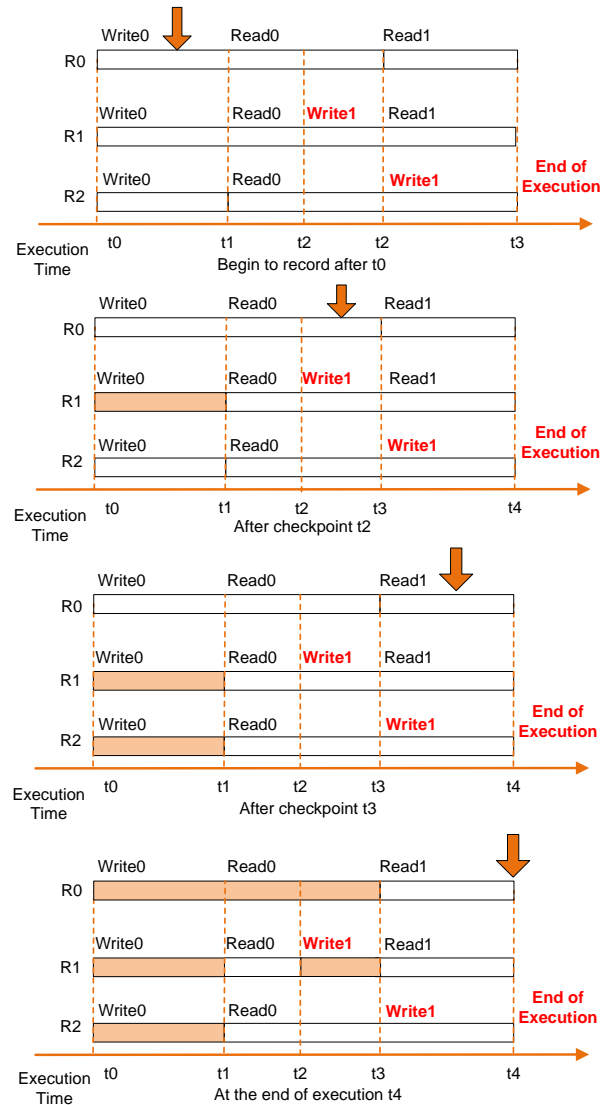 Write0 Read0 Read1
R0
Write0 Read0 Write1 Read1
R1
Write0 Read0 Write1
R2
End of
Execution
t0 t1 t2 t2 t3
Execution
Time
Begin to record after t0
Write0 Read0 Read1
R0
Write0 Read0 Write1 Read1
R1
Write0 Read0 Write1
R2
End of
Execution
t0 t1 t2 t3 t4
Execution
Time
After checkpoint t2
Write0 Read0 Read1
R0
Write0 Read0 Write1 Read1
R1
Write0 Read0 Write1
R2
End of
Execution
t0 t1 t2 t3 t4
Execution
Time
After checkpoint t3
Write0 Read0 Read1
R0
Write0 Read0 Write1 Read1
R1
Write0 Read0 Write1
R2
End of
Execution
t0 t1 t2 t3 t4
Execution
Time
At the end of execution t4